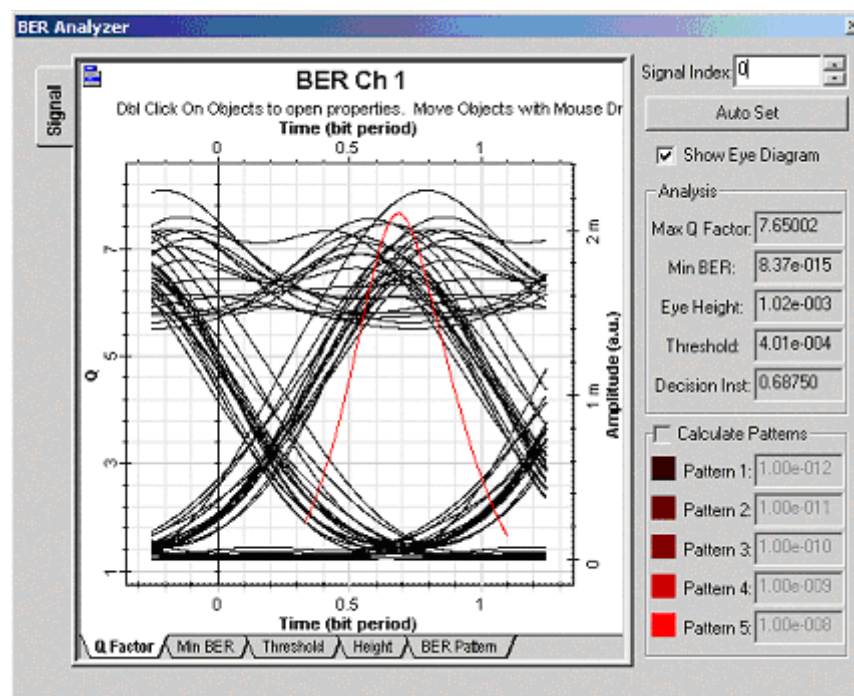 BER Analyzer
Signal
BER Ch 1
Dbl Click On Objects to open properties. Move Objects with Mouse Dr
Time (bit period)
0 0.5 1
Q
7
5
3
1
2 m
1 m
0
Amplitude (a.u.)
0 0.5 1
Time (bit period)
Q Factor Min BER Threshold Height BER Pattern
Signal Index: 0
Auto Set
Show Eye Diagram
Analysis
Max Q Factor: 7.65002
Min BER: 8.37e-015
Eye Height: 1.02e-003
Threshold: 4.01e-004
Decision Inst: 0.68750
Calculate Patterns
Pattern 1: 1.00e-012
Pattern 2: 1.00e-011
Pattern 3: 1.00e-010
Pattern 4: 1.00e-009
Pattern 5: 1.00e-008